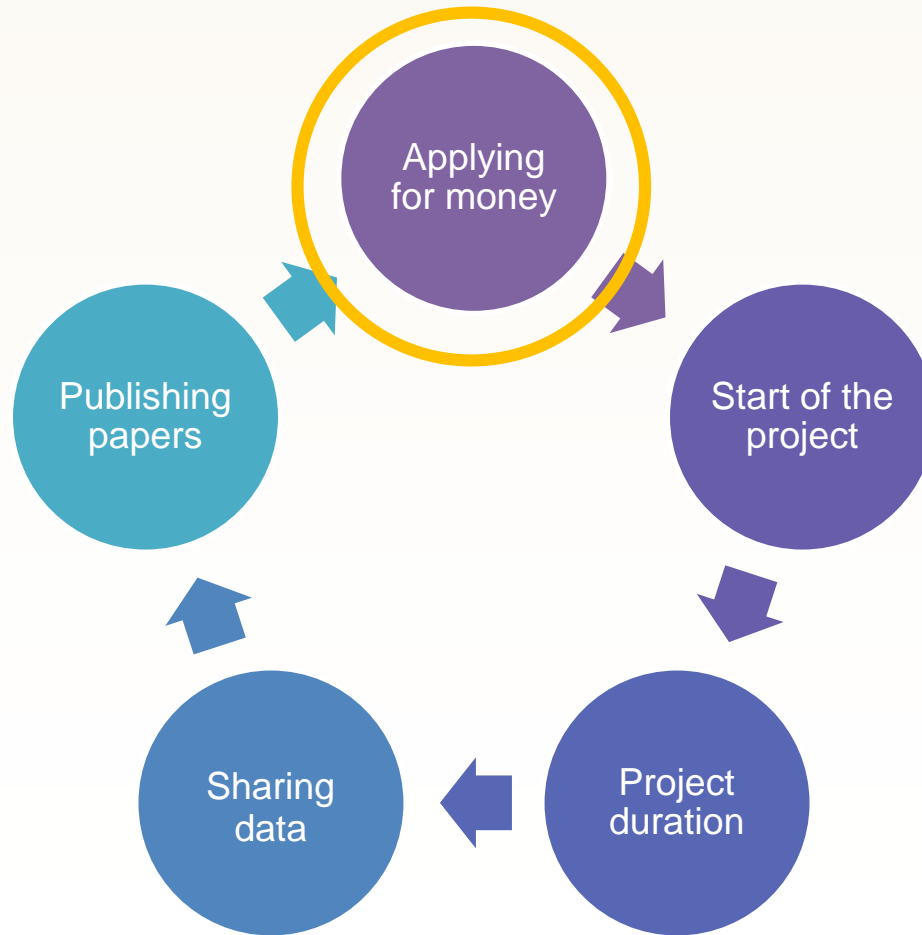 Applying
for money
Start of the
project
Project
duration
Sharing
data
Publishing
papers